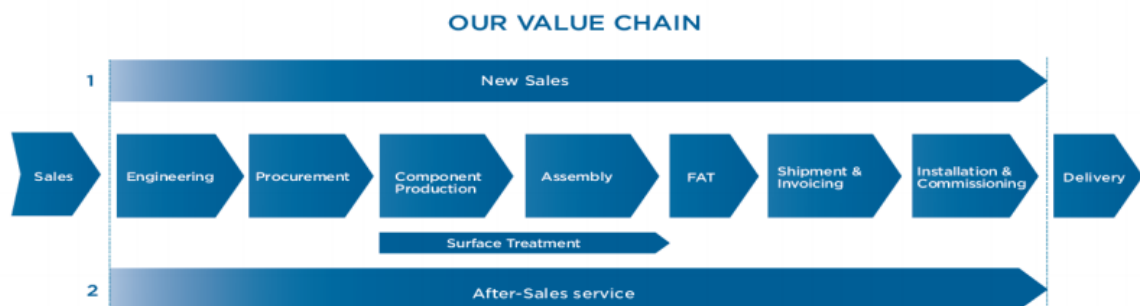 OUR VALUE CHAIN
1
New Sales
Sales
Engineering
Procurement
Component
Production
Assembly
FAT
Shipment &
Invoicing
Installation &
Commissioning
Delivery
Surface Treatment
2
After-Sales service